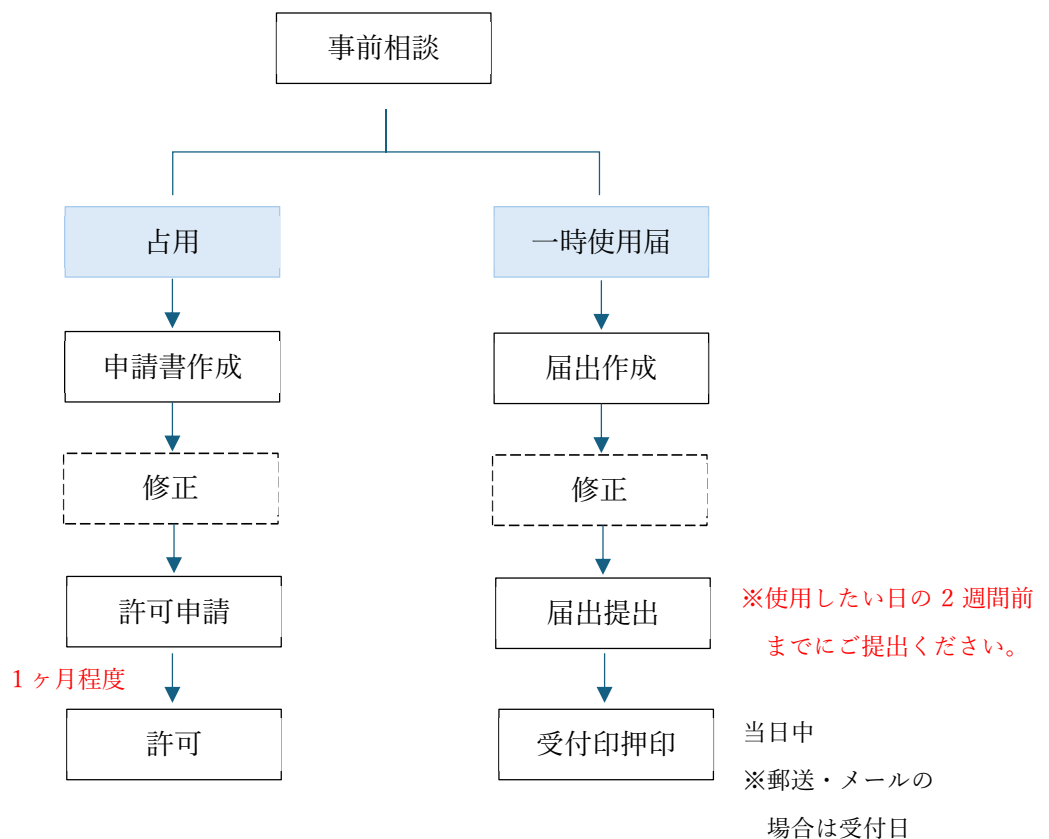 事前相談
占用
一時使用届
申請書作成
届出作成
修正
修正
許可申請
届出提出
※使用したい日の 2 週間前
までにご提出ください。
1 ヶ月程度
許可
受付印押印
当日中
※郵送・メールの
場合は受付日